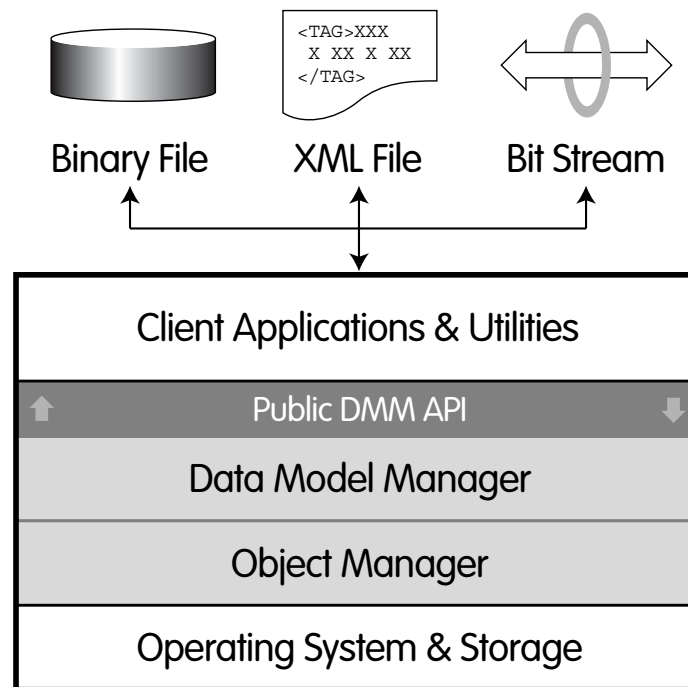 <TAG>XXX
X XX X XX
</TAG>
Binary File
XML File
Bit Stream
Client Applications & Utilities
Public DMM API
Data Model Manager
Object Manager
Operating System & Storage